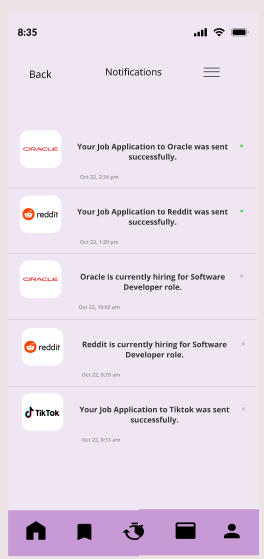 8:35
Back
Notifications
ORACLE
Your Job Application to Oracle was sent
successfully.
Oct 22, 2:34 pm
reddit
Your Job Application to Reddit was sent
successfully.
Oct 22, 1:29 pm
ORACLE
Oracle is currently hiring for Software
Developer role.
Oct 22, 10:02 am
reddit
Reddit is currently hiring for Software
Developer role.
Oct 22, 9:29 am
TikTok
Your Job Application to Tiktok was sent
successfully.
Oct 22, 8:13 am